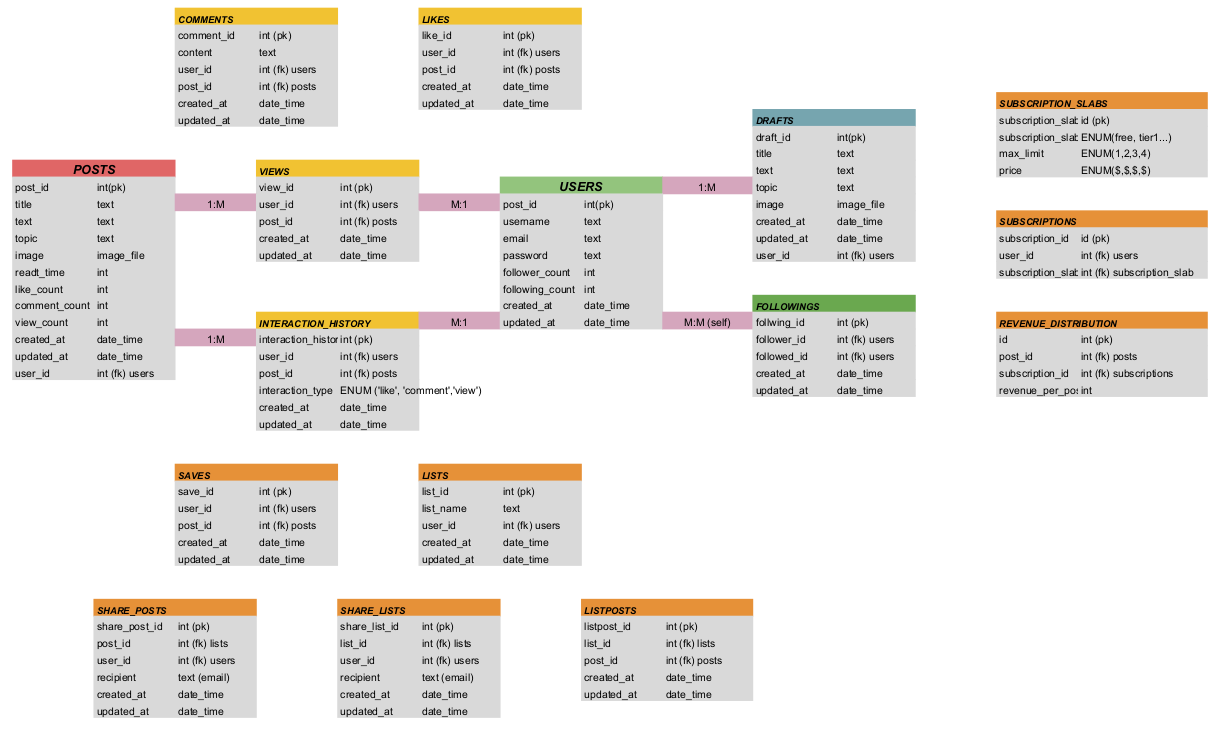 COMMENTS
comment_id int (pk)
content text
user_id int (fk) users
post_id int (fk) posts
created_at date_time
updated_at date_time
LIKES
like_id int (pk)
user_id int (fk) users
post_id int (fk) posts
created_at date_time
updated_at date_time
DRAFTS
draft_id int(pk)
title text
text text
topic text
image image_file
created_at date_time
updated_at date_time
user_id int (fk) users
SUBSCRIPTION_SLABS
subscription_slab id (pk)
subscription_slab ENUM(free, tier1...)
max_limit ENUM(1,2,3,4)
price ENUM($,$,$,$)
POSTS
post_id int(pk)
title text
text text
topic text
image image_file
readt_time int
like_count int
comment_count int
view_count int
created_at date_time
updated_at date_time
user_id int (fk) users
1:M
1:M
VIEWS
view_id int (pk)
user_id int (fk) users
post_id int (fk) posts
created_at date_time
updated_at date_time
M:1
M:1
USERS
post_id int(pk)
username text
email text
password text
follower_count int
following_count int
created_at date_time
updated_at date_time
1:M
M:M (self)
SUBSCRIPTIONS
subscription_id id (pk)
user_id int (fk) users
subscription_slab int (fk) subscription_slab
INTERACTION_HISTORY
interaction_histor int (pk)
user_id int (fk) users
post_id int (fk) posts
interaction_type ENUM ('like', 'comment','view')
created_at date_time
updated_at date_time
FOLLOWINGS
follwing_id int (pk)
follower_id int (fk) users
followed_id int (fk) users
created_at date_time
updated_at date_time
REVENUE_DISTRIBUTION
id int (pk)
post_id int (fk) posts
subscription_id int (fk) subscriptions
revenue_per_pos int
SAVES
save_id int (pk)
user_id int (fk) users
post_id int (fk) posts
created_at date_time
updated_at date_time
LISTS
list_id int (pk)
list_name text
user_id int (fk) users
created_at date_time
updated_at date_time
SHARE_POSTS
share_post_id int (pk)
post_id int (fk) lists
user_id int (fk) users
recipient text (email)
created_at date_time
updated_at date_time
SHARE_LISTS
share_list_id int (pk)
list_id int (fk) lists
user_id int (fk) users
recipient text (email)
created_at date_time
updated_at date_time
LISTPOSTS
listpost_id int (pk)
list_id int (fk) lists
post_id int (fk) posts
created_at date_time
updated_at date_time